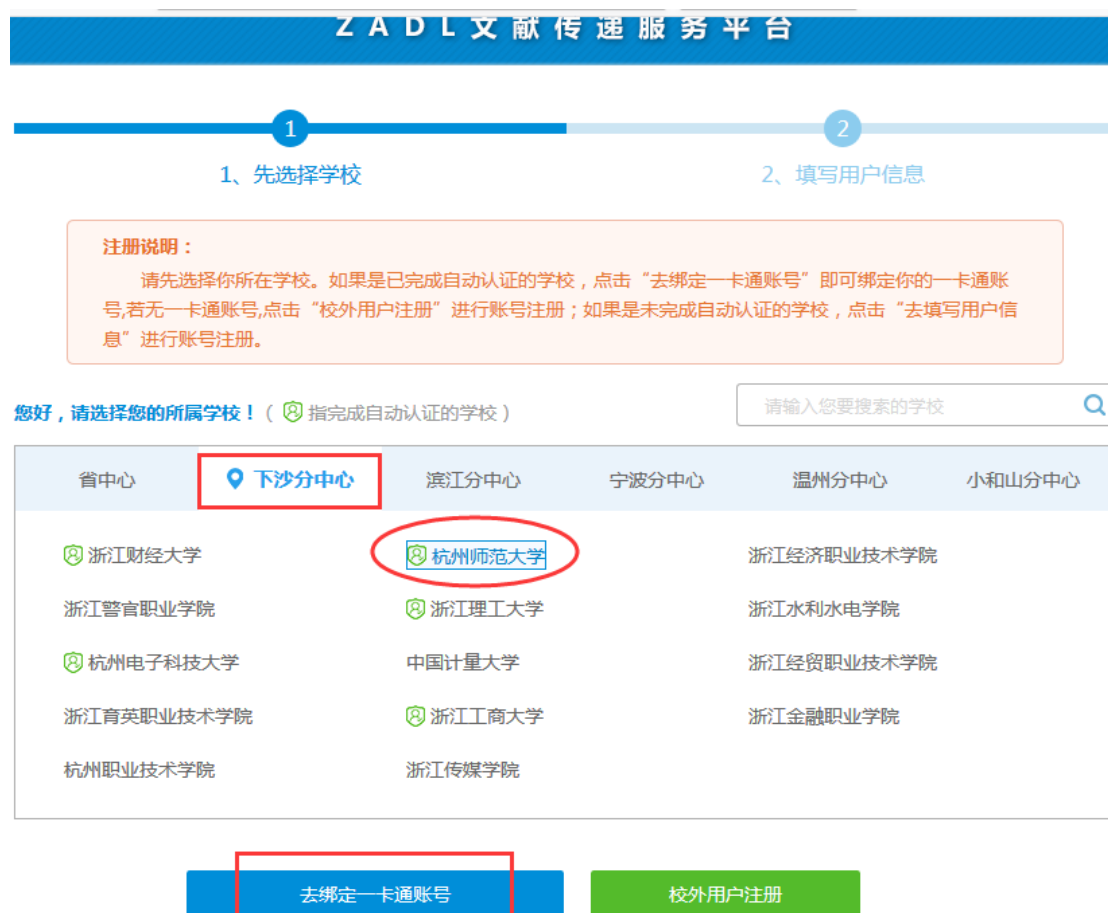 ZADL文献传递服务平台
1
2
1、先选择学校
2、填写用户信息
注册说明：
请先选择你所在学校。如果是已完成自动认证的学校，点击“去绑定一卡通账号”即可绑定你的一卡通账
号,若无一卡通账号,点击“校外用户注册”进行账号注册；如果是未完成自动认证的学校，点击“去填写用户信
息”进行账号注册。
您好，请选择您的所属学校！（ 指完成自动认证的学校）
请输入您要搜索的学校
省中心 下沙分中心 滨江分中心 宁波分中心 温州分中心 小和山分中心
浙江财经大学 杭州师范大学 浙江经济职业技术学院
浙江警官职业学院 浙江理工大学 浙江水利水电学院
杭州电子科技大学 中国计量大学 浙江经贸职业技术学院
浙江育英职业技术学院 浙江工商大学 浙江金融职业学院
杭州职业技术学院 浙江传媒学院
去绑定一卡通账号 校外用户注册